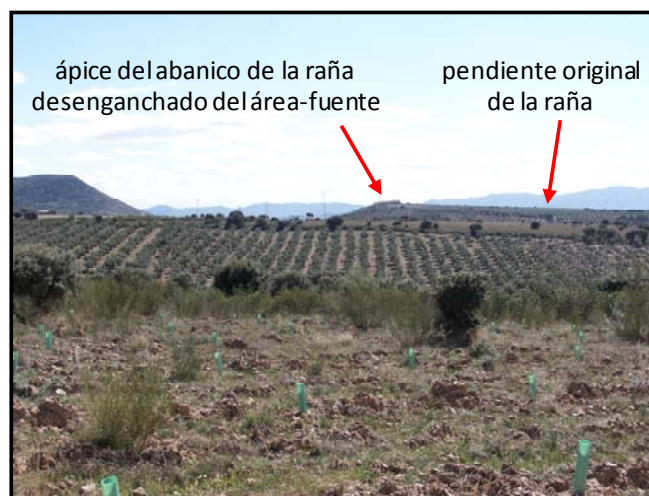 ápice del abanico de la raña
desenganchado del área-fuente
pendiente original
de la raña